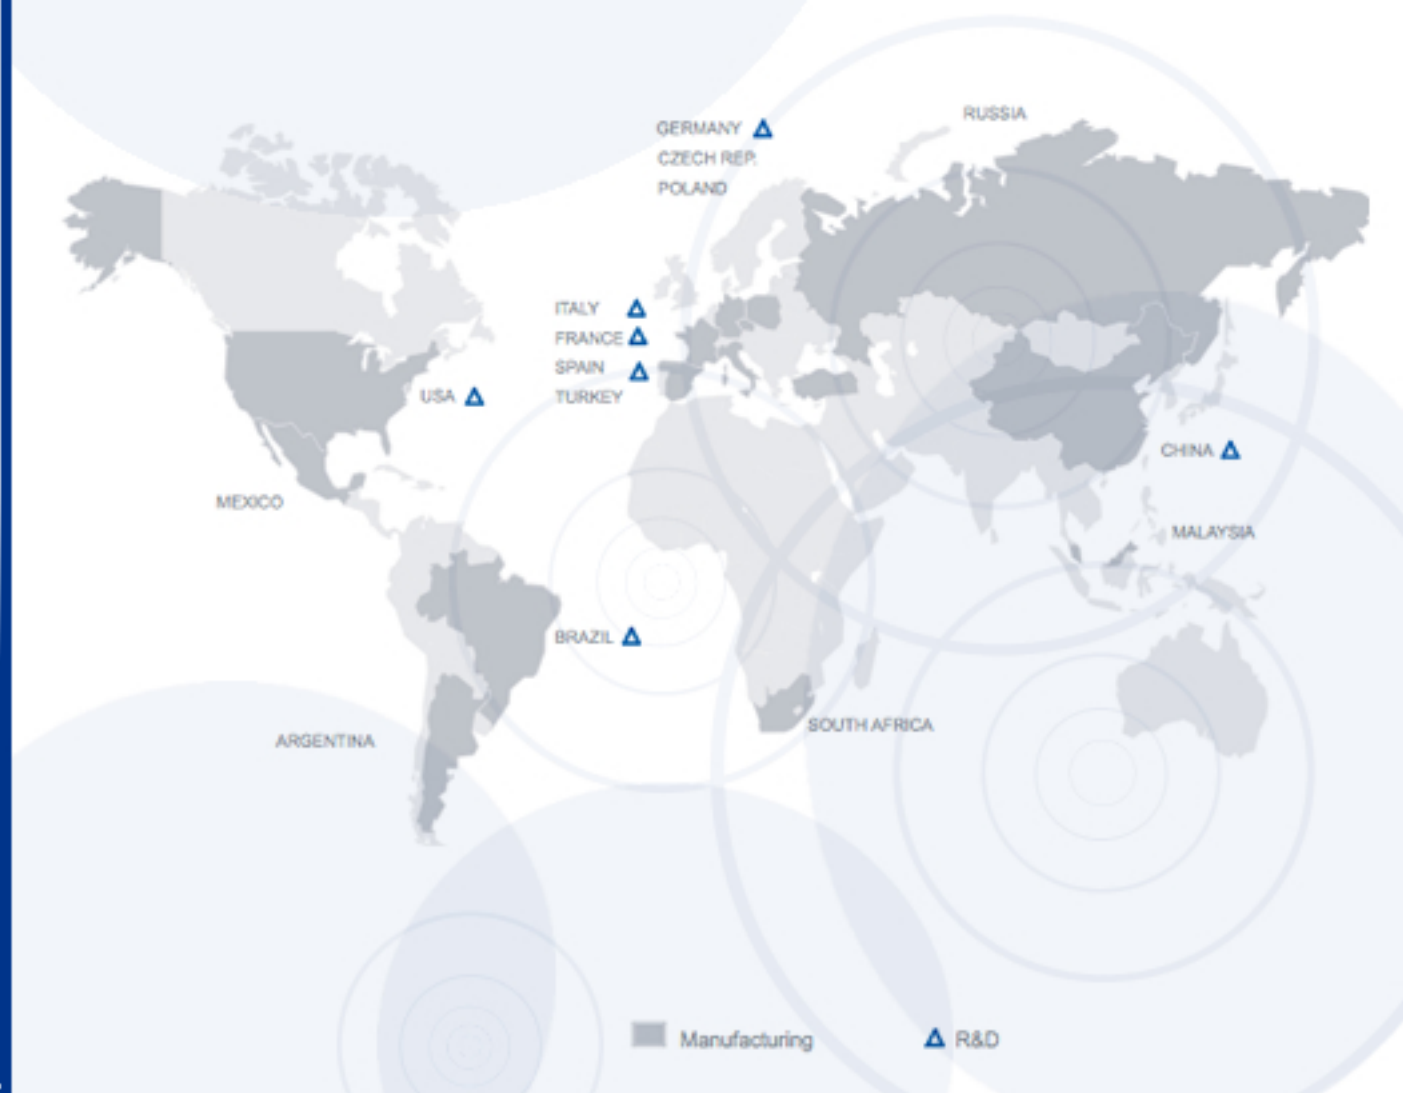 RUSSIA
GERMANY
CZECH REP.
POLAND
ITALY
FRANCE
SPAIN
TURKEY
USA
CHINA
MEXICO
MALAYSIA
BRAZIL
SOUTH AFRICA
ARGENTINA
Manufacturing
R&D